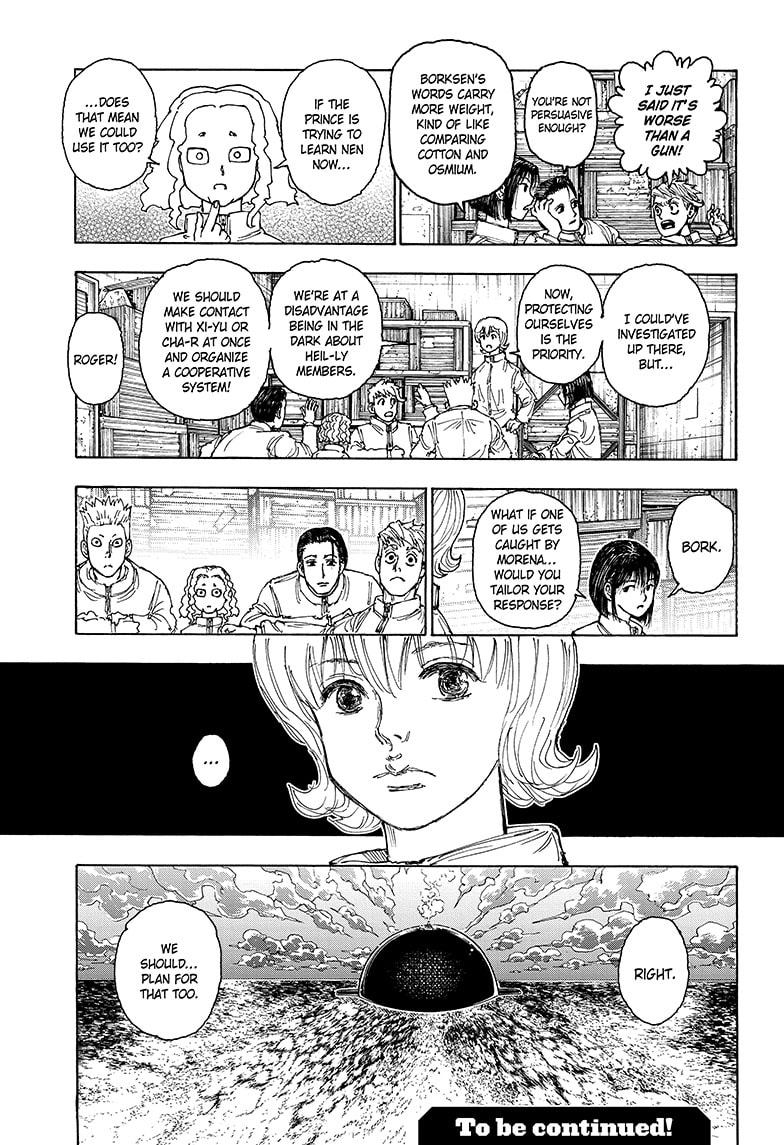 I JUST
SAID IT'S
WORSE
THAN A
GUN!
YOU'RE NOT
PERSUASIVE
ENOUGH?
BORKSEN'S
WORDS CARRY
MORE WEIGHT,
KIND OF LIKE
COMPARING
COTTON AND
OSMIUM.
IF THE
PRINCE IS
TRYING TO
LEARN NEN
NOW...
...DOES
THAT MEAN
WE COULD
USE IT TOO?
I COULD'VE
INVESTIGATED
UP THERE,
BUT...
NOW,
PROTECTING
OURSELVES
IS THE
PRIORITY.
WE'RE AT A
DISADVANTAGE
BEING IN THE
DARK ABOUT
HEIL-LY
MEMBERS.
WE SHOULD
MAKE CONTACT
WITH XI-YU OR
CHA-R AT ONCE
AND ORGANIZE
A COOPERATIVE
SYSTEM!
ROGER!
BORK.
WHAT IF ONE
OF US GETS
CAUGHT BY
MORENA...
WOULD YOU
TAILOR YOUR
RESPONSE?
...
RIGHT.
WE
SHOULD...
PLAN FOR
THAT TOO.
To be continued!